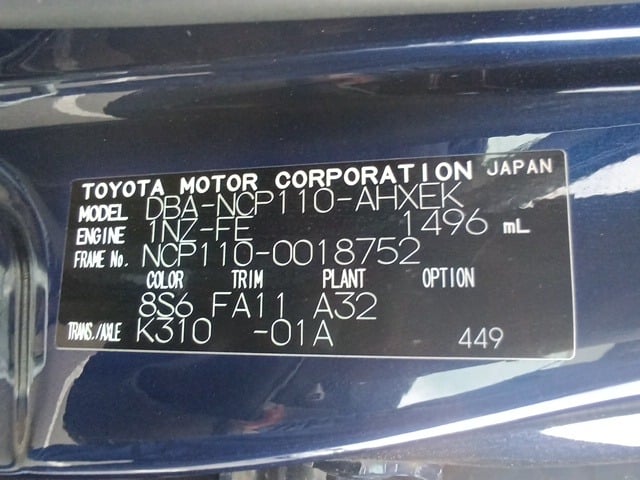 TOYOTA MOTOR CORPORATION JAPAN
MODEL DBA-NCP110-AHXEK
ENGINE 1NZ-FE 1496 mL
FRAME No. NCP110-0018752
COLOR TRIM PLANT OPTION
8S6 FA11 A32
TRANS./AXLE K310 -01A 449